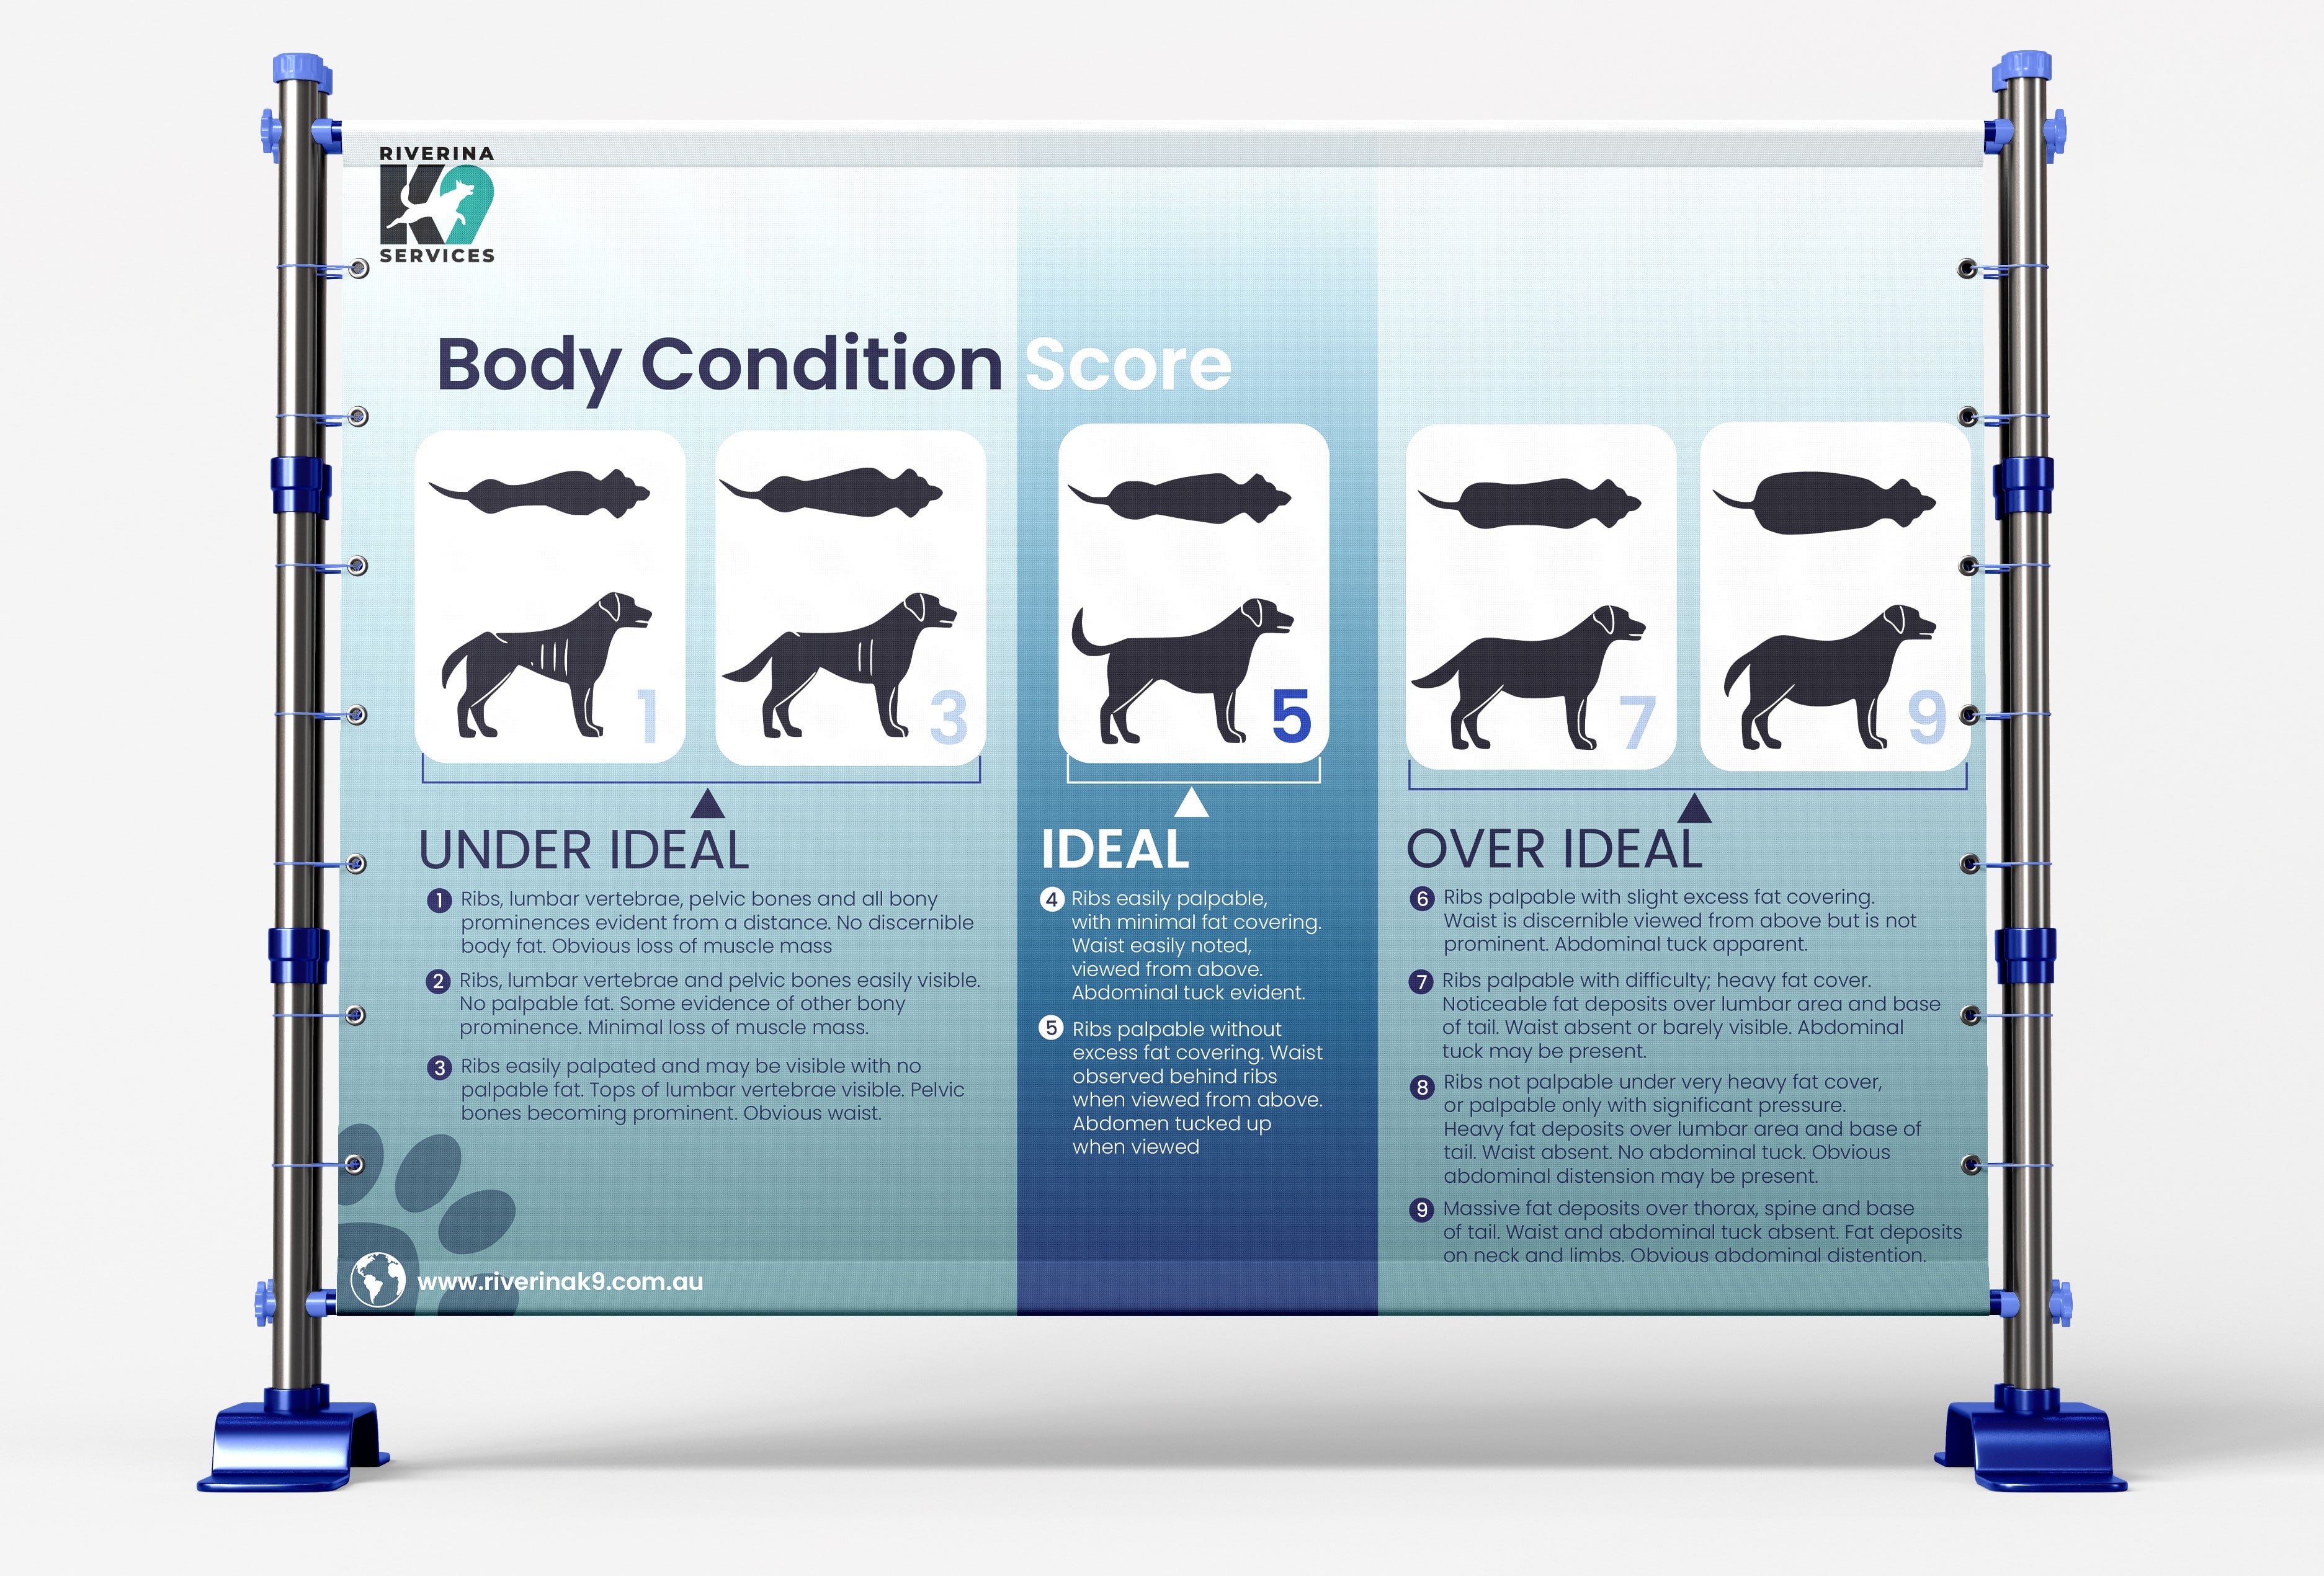 RIVERINA
K9
SERVICES
Body Condition Score
1
3
5
7
9
UNDER IDEAL
1 Ribs, lumbar vertebrae, pelvic bones and all bony
prominences evident from a distance. No discernible
body fat. Obvious loss of muscle mass
2 Ribs, lumbar vertebrae and pelvic bones easily visible.
No palpable fat. Some evidence of other bony
prominence. Minimal loss of muscle mass.
3 Ribs easily palpated and may be visible with no
palpable fat. Tops of lumbar vertebrae visible. Pelvic
bones becoming prominent. Obvious waist.
IDEAL
4 Ribs easily palpable,
with minimal fat covering.
Waist easily noted,
viewed from above.
Abdominal tuck evident.
5 Ribs palpable without
excess fat covering. Waist
observed behind ribs
when viewed from above.
Abdomen tucked up
when viewed
OVER IDEAL
6 Ribs palpable with slight excess fat covering.
Waist is discernible viewed from above but is not
prominent. Abdominal tuck apparent.
7 Ribs palpable with difficulty; heavy fat cover.
Noticeable fat deposits over lumbar area and base
of tail. Waist absent or barely visible. Abdominal
tuck may be present.
8 Ribs not palpable under very heavy fat cover,
or palpable only with significant pressure.
Heavy fat deposits over lumbar area and base of
tail. Waist absent. No abdominal tuck. Obvious
abdominal distension may be present.
9 Massive fat deposits over thorax, spine and base
of tail. Waist and abdominal tuck absent. Fat deposits
on neck and limbs. Obvious abdominal distention.
www.riverinak9.com.au